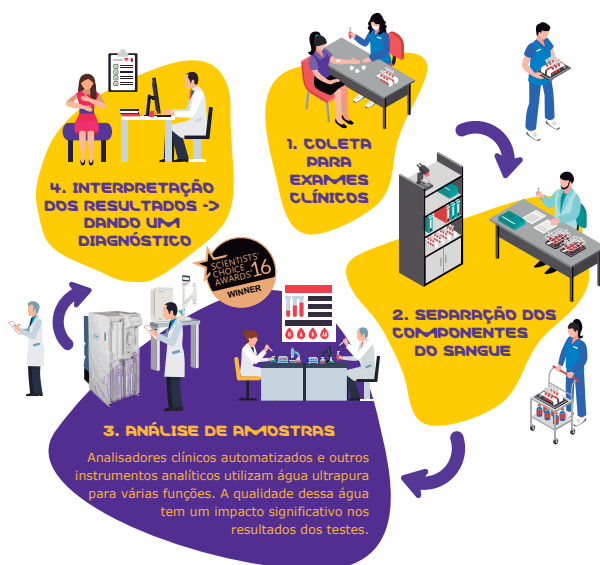 1. COLETA
PARA
EXAMES
CLÍNICOS
2. SEPARAÇÃO DOS
COMPONENTES
DO SANGUE
SCIENTISTS'
CHOICE
AWARDS '16
WINNER
3. ANÁLISE DE AMOSTRAS
Analisadores clínicos automatizados e outros
instrumentos analíticos utilizam água ultrapura
para várias funções. A qualidade dessa água
tem um impacto significativo nos
resultados dos testes.
4. INTERPRETAÇÃO
DOS RESULTADOS ->
DANDO UM
DIAGNÓSTICO